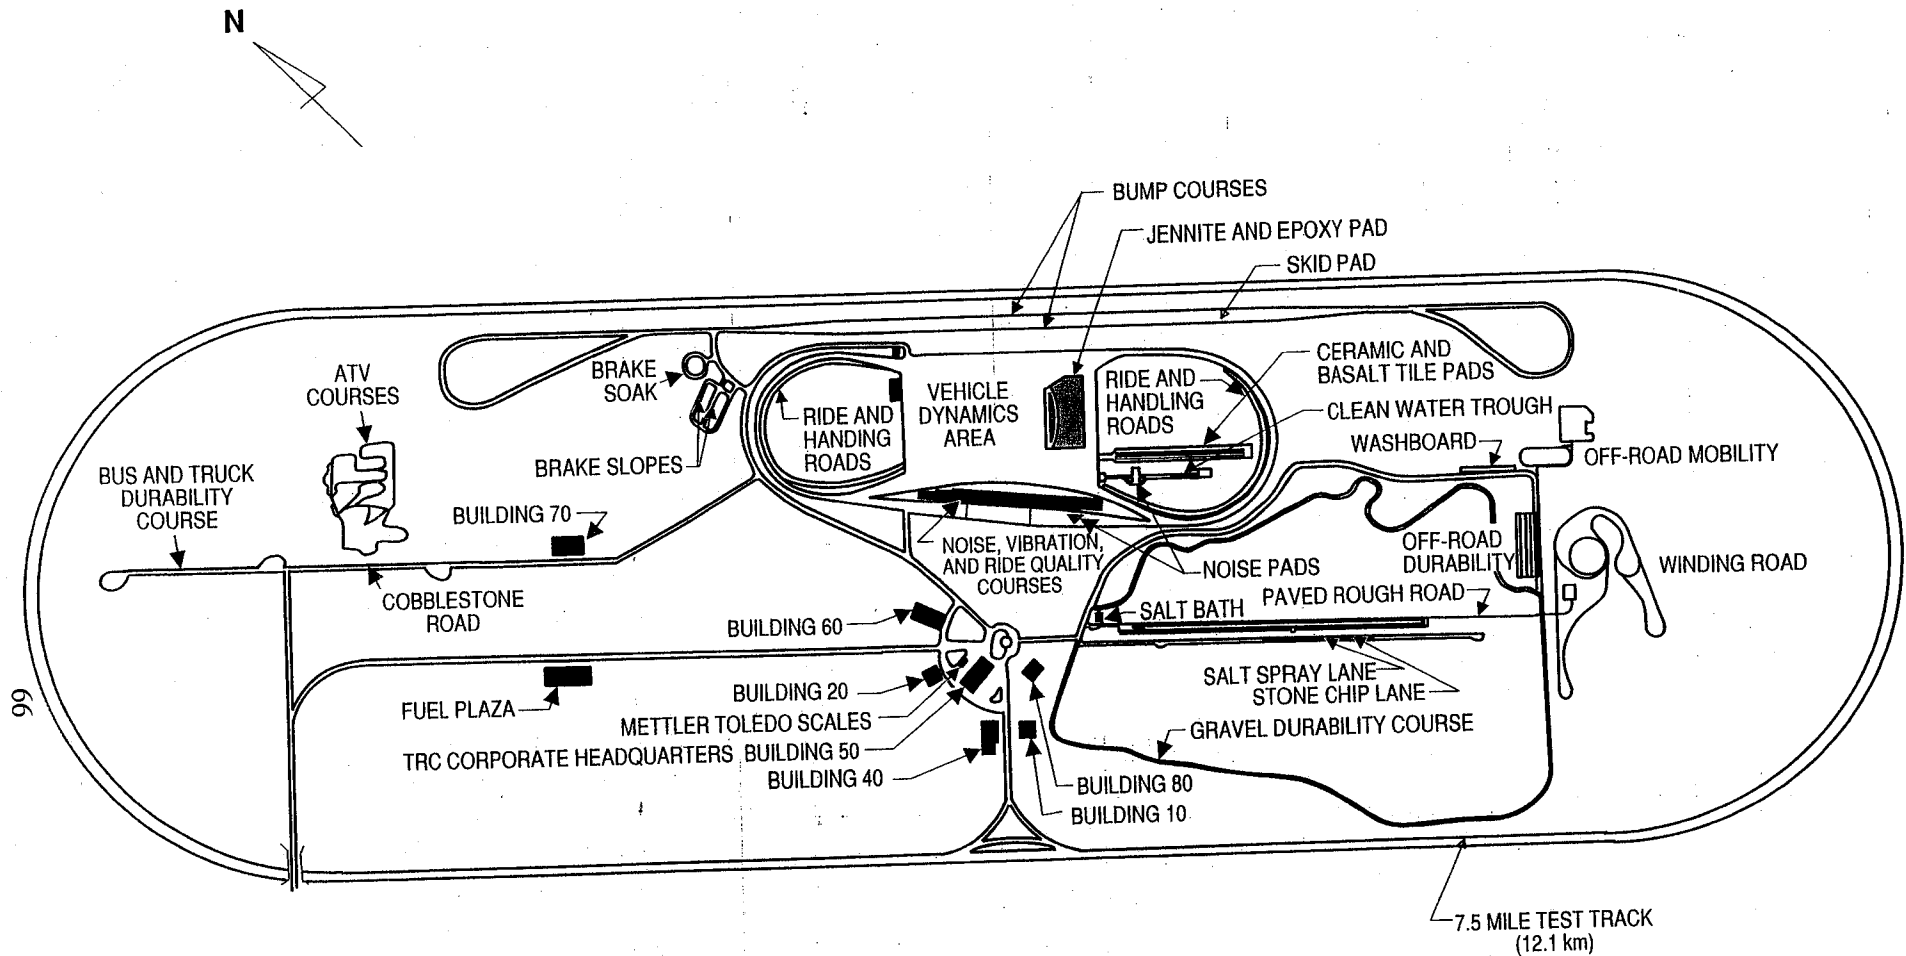 N
BUMP COURSES
JENNITE AND EPOXY PAD
SKID PAD
CERAMIC AND
BASALT TILE PADS
CLEAN WATER TROUGH
WASHBOARD
OFF-ROAD MOBILITY
ATV
COURSES
BRAKE
SOAK
BRAKE SLOPES
RIDE AND
HANDING
ROADS
VEHICLE
DYNAMICS
AREA
RIDE AND
HANDLING
ROADS
BUS AND TRUCK
DURABILITY
COURSE
BUILDING 70
COBBLESTONE
ROAD
NOISE, VIBRATION,
AND RIDE QUALITY
COURSES
NOISE PADS
OFF-ROAD
DURABILITY
WINDING ROAD
PAVED ROUGH ROAD
SALT BATH
BUILDING 60
SALT SPRAY LANE
STONE CHIP LANE
GRAVEL DURABILITY COURSE
FUEL PLAZA
BUILDING 20
METTLER TOLEDO SCALES
TRC CORPORATE HEADQUARTERS BUILDING 50
BUILDING 40
BUILDING 80
BUILDING 10
7.5 MILE TEST TRACK
(12.1 km)
99